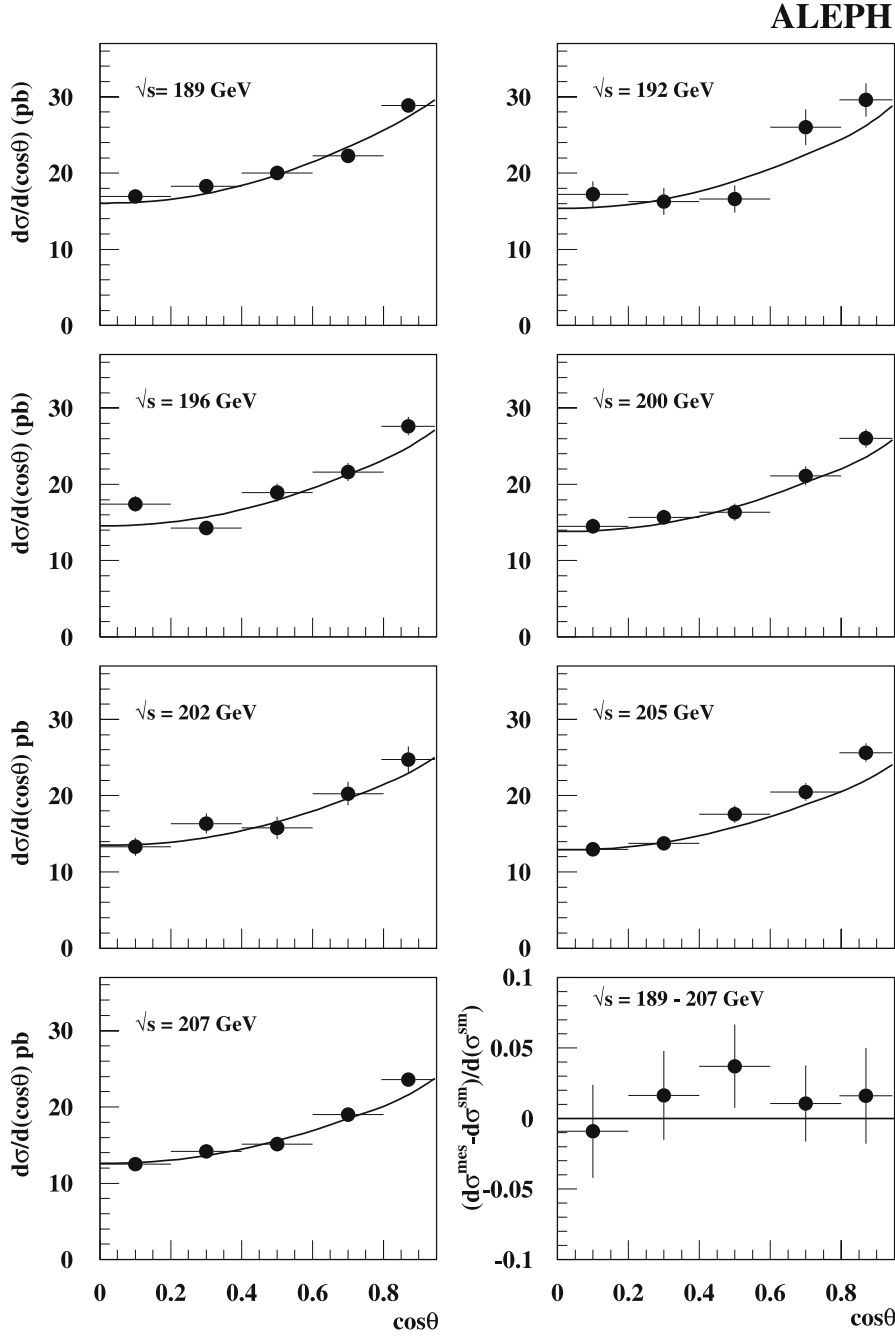 ALEPH
dσ/d(cosθ) (pb)
√s= 189 GeV
30
20
10
0
√s= 192 GeV
30
20
10
0
dσ/d(cosθ) (pb)
√s = 196 GeV
30
20
10
0
√s = 200 GeV
30
20
10
0
dσ/d(cosθ) pb
√s = 202 GeV
30
20
10
0
√s = 205 GeV
30
20
10
0
dσ/d(cosθ) pb
√s = 207 GeV
30
20
10
0
0 0.2 0.4 0.6 0.8
cosθ
(dσ^mes-dσ^sm)/d(σ^sm)
√s = 189 - 207 GeV
0.1
0.05
0
-0.05
-0.1
0 0.2 0.4 0.6 0.8
cosθ